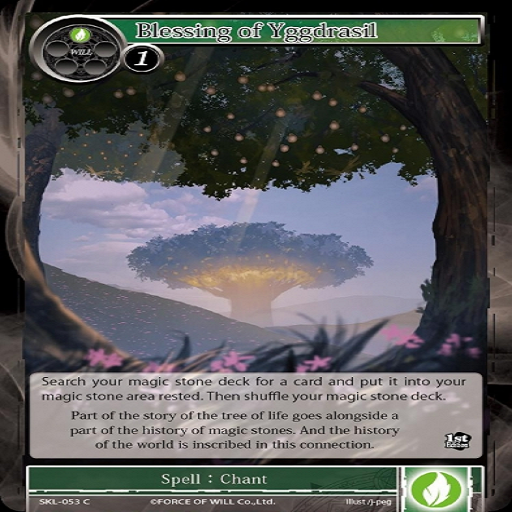 Blessing of Yggdrasil
WILL
1
Search your magic stone deck for a card and put it into your
magic stone area rested. Then shuffle your magic stone deck.
Part of the story of the tree of life goes alongside a
part of the history of magic stones. And the history
of the world is inscribed in this connection.
1st
Edition
Spell : Chant
SKL-053 C ©FORCE OF WILL Co.,Ltd. Illust/j-peg